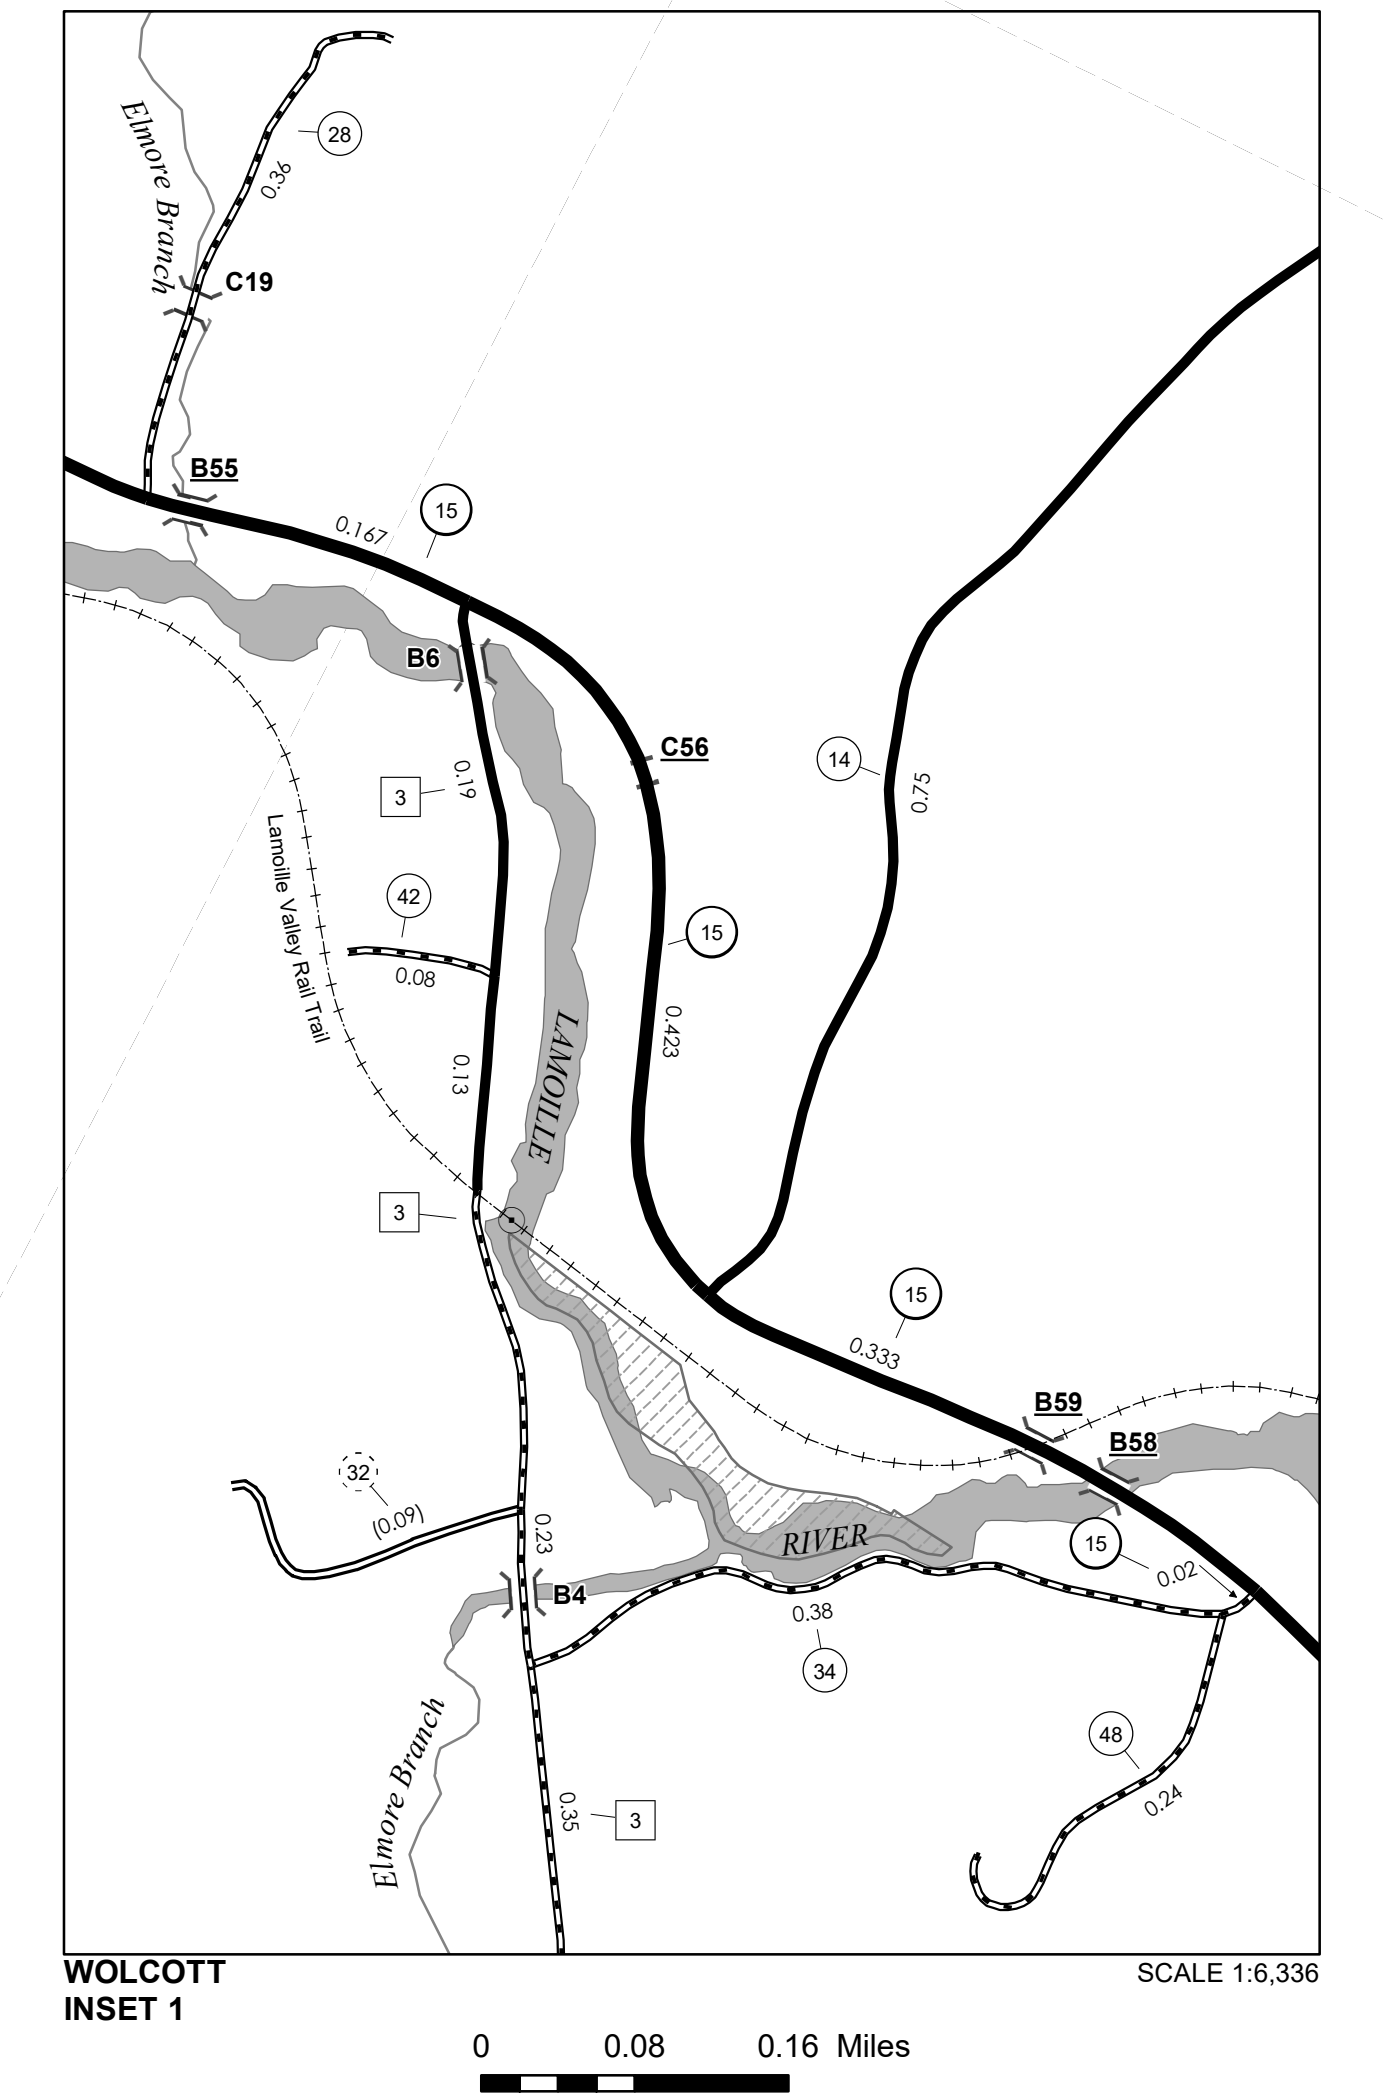 28
Elmore Branch
0.36
C19
B55
15
0.167
B6
C56
14
0.75
3
0.19
Lamoille Valley Rail Trail
42
0.08
15
0.423
LAMOILLE
0.13
3
15
0.333
B59
B58
32
(0.09)
0.23
RIVER
15
0.02
B4
0.38
34
Elmore Branch
48
0.24
0.35
3
WOLCOTT
INSET 1
SCALE 1:6,336
0 0.08 0.16 Miles